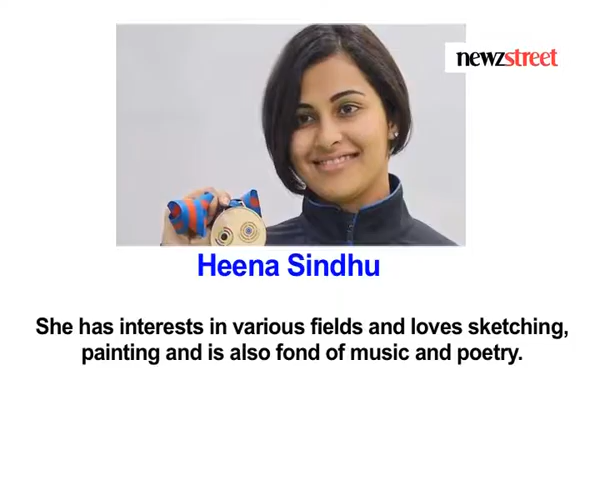 newzstreet
Heena Sindhu
She has interests in various fields and loves sketching,
painting and is also fond of music and poetry.